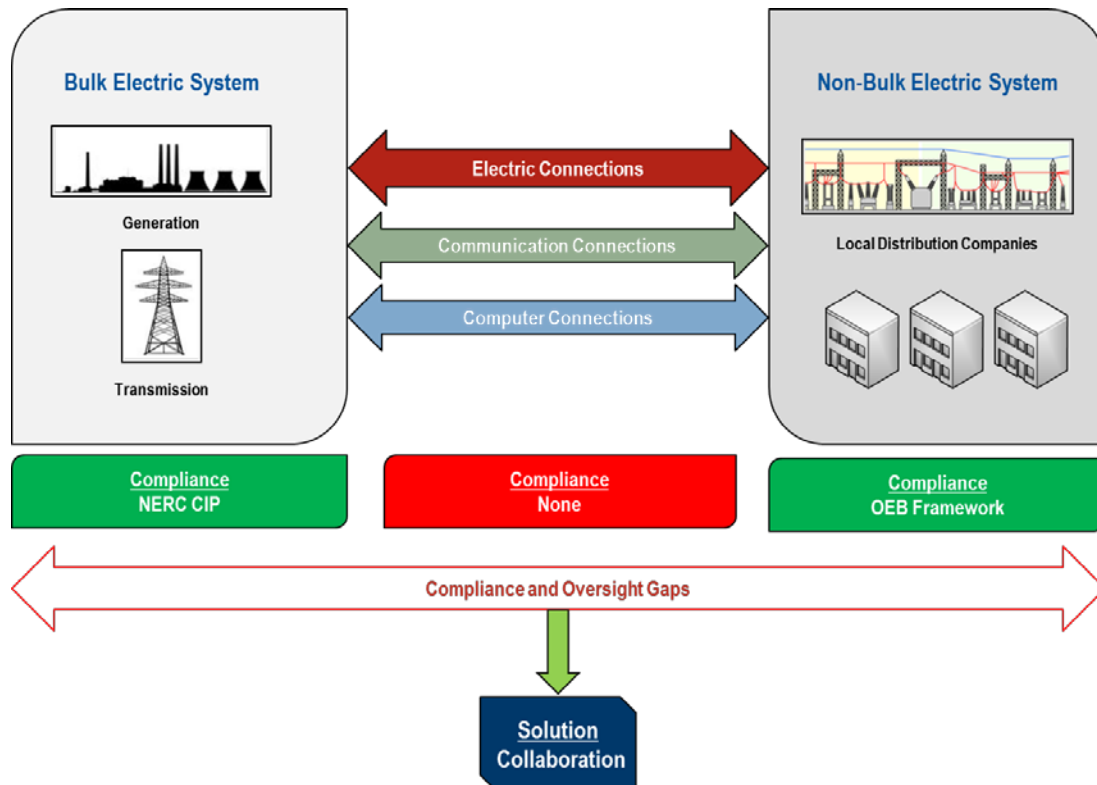 Bulk Electric System
Generation
Transmission
Electric Connections
Communication Connections
Computer Connections
Non-Bulk Electric System
Local Distribution Companies
Compliance
NERC CIP
Compliance
None
Compliance
OEB Framework
Compliance and Oversight Gaps
Solution
Collaboration